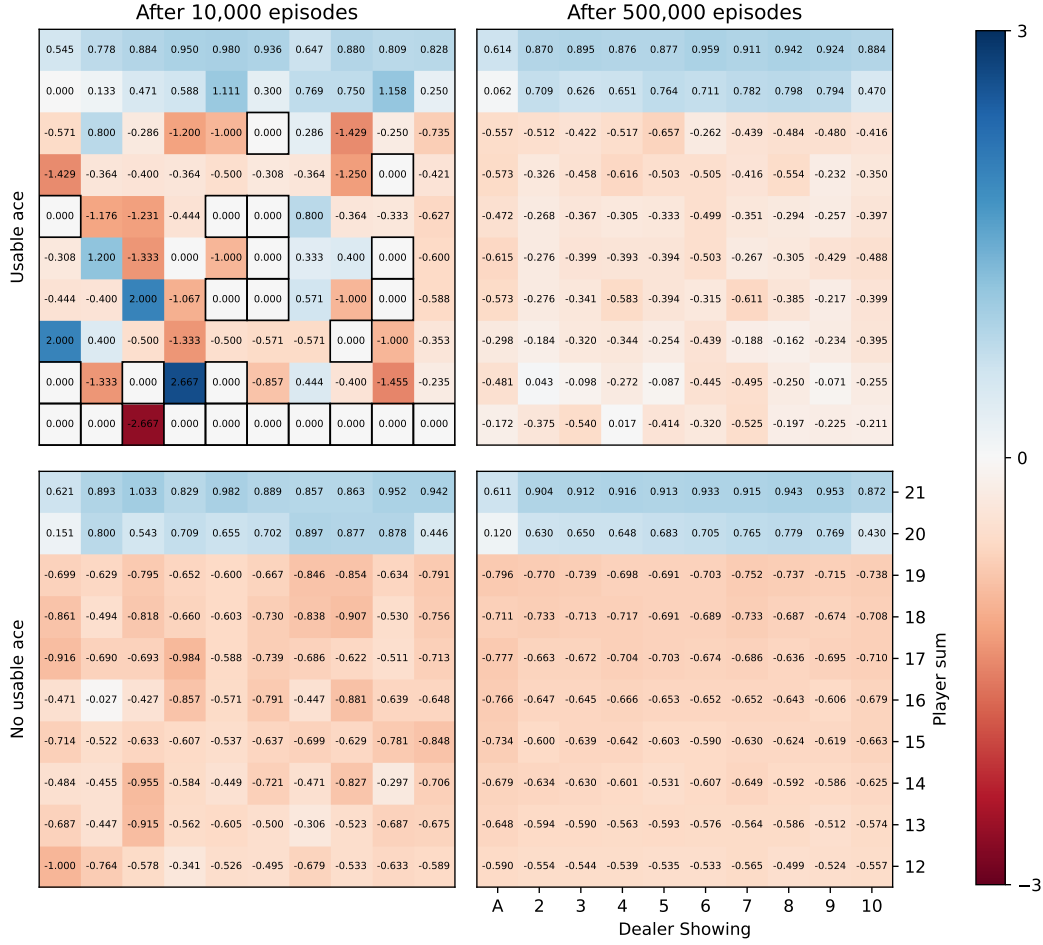 After 10,000 episodes After 500,000 episodes
3
0.545 0.778 0.884 0.950 0.980 0.936 0.647 0.880 0.809 0.828 0.614 0.870 0.895 0.876 0.877 0.959 0.911 0.942 0.924 0.884
0.000 0.133 0.471 0.588 1.111 0.300 0.769 0.750 1.158 0.250 0.062 0.709 0.626 0.651 0.764 0.711 0.782 0.798 0.794 0.470
-0.571 0.800 -0.286 -1.200 -1.000 0.000 0.286 -1.429 -0.250 -0.735 -0.557 -0.512 -0.422 -0.517 -0.657 -0.262 -0.439 -0.484 -0.480 -0.416
-1.429 -0.364 -0.400 -0.364 -0.500 -0.308 -0.364 -1.250 0.000 -0.421 -0.573 -0.326 -0.458 -0.616 -0.503 -0.505 -0.416 -0.554 -0.232 -0.350
Usable ace
0.000 -1.176 -1.231 -0.444 0.000 0.000 0.800 -0.364 -0.333 -0.627 -0.472 -0.268 -0.367 -0.305 -0.333 -0.499 -0.351 -0.294 -0.257 -0.397
-0.308 1.200 -1.333 0.000 -1.000 0.000 0.333 0.400 0.000 -0.600 -0.615 -0.276 -0.399 -0.393 -0.394 -0.503 -0.267 -0.305 -0.429 -0.488
-0.444 -0.400 2.000 -1.067 0.000 0.000 0.571 -1.000 0.000 -0.588 -0.573 -0.276 -0.341 -0.583 -0.394 -0.315 -0.611 -0.385 -0.217 -0.399
2.000 0.400 -0.500 -1.333 -0.500 -0.571 -0.571 0.000 -1.000 -0.353 -0.298 -0.184 -0.320 -0.344 -0.254 -0.439 -0.188 -0.162 -0.234 -0.395
0.000 -1.333 0.000 2.667 0.000 -0.857 0.444 -0.400 -1.455 -0.235 -0.481 0.043 -0.098 -0.272 -0.087 -0.445 -0.495 -0.250 -0.071 -0.255
0.000 0.000 -2.667 0.000 0.000 0.000 0.000 0.000 0.000 0.000 -0.172 -0.375 -0.540 0.017 -0.414 -0.320 -0.525 -0.197 -0.225 -0.211
0
0.621 0.893 1.033 0.829 0.982 0.889 0.857 0.863 0.952 0.942 0.611 0.904 0.912 0.916 0.913 0.933 0.915 0.943 0.953 0.872 21
0.151 0.800 0.543 0.709 0.655 0.702 0.897 0.877 0.878 0.446 0.120 0.630 0.650 0.648 0.683 0.705 0.765 0.779 0.769 0.430 20
-0.699 -0.629 -0.795 -0.652 -0.600 -0.667 -0.846 -0.854 -0.634 -0.791 -0.796 -0.770 -0.739 -0.698 -0.691 -0.703 -0.752 -0.737 -0.715 -0.738 19
-0.861 -0.494 -0.818 -0.660 -0.603 -0.730 -0.838 -0.907 -0.530 -0.756 -0.711 -0.733 -0.713 -0.717 -0.691 -0.689 -0.733 -0.687 -0.674 -0.708 18
No usable ace
-0.916 -0.690 -0.693 -0.984 -0.588 -0.739 -0.686 -0.622 -0.511 -0.713 -0.777 -0.663 -0.672 -0.704 -0.703 -0.674 -0.686 -0.636 -0.695 -0.710 17
Player sum
-0.471 -0.027 -0.427 -0.857 -0.571 -0.791 -0.447 -0.881 -0.639 -0.648 -0.766 -0.647 -0.645 -0.666 -0.653 -0.652 -0.652 -0.643 -0.606 -0.679 16
-0.714 -0.522 -0.633 -0.607 -0.537 -0.637 -0.699 -0.629 -0.781 -0.848 -0.734 -0.600 -0.639 -0.642 -0.603 -0.590 -0.630 -0.624 -0.619 -0.663 15
-0.484 -0.455 -0.955 -0.584 -0.449 -0.721 -0.471 -0.827 -0.297 -0.706 -0.679 -0.634 -0.630 -0.601 -0.531 -0.607 -0.649 -0.592 -0.586 -0.625 14
-0.687 -0.447 -0.915 -0.562 -0.605 -0.500 -0.306 -0.523 -0.687 -0.675 -0.648 -0.594 -0.590 -0.563 -0.593 -0.576 -0.564 -0.586 -0.512 -0.574 13
-1.000 -0.764 -0.578 -0.341 -0.526 -0.495 -0.679 -0.533 -0.633 -0.589 -0.590 -0.554 -0.544 -0.539 -0.535 -0.533 -0.565 -0.499 -0.524 -0.557 12
−3
A 2 3 4 5 6 7 8 9 10
Dealer Showing